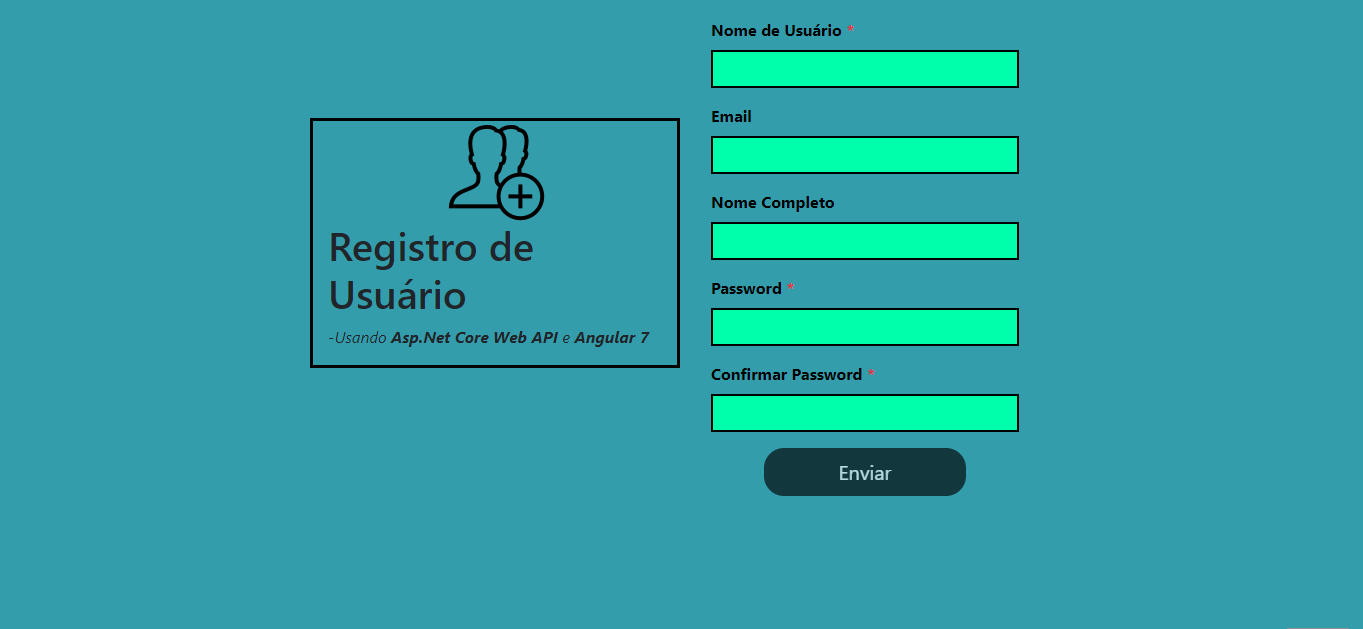 Registro de
Usuário
-Usando Asp.Net Core Web API e Angular 7
Nome de Usuário *
Email
Nome Completo
Password *
Confirmar Password *
Enviar